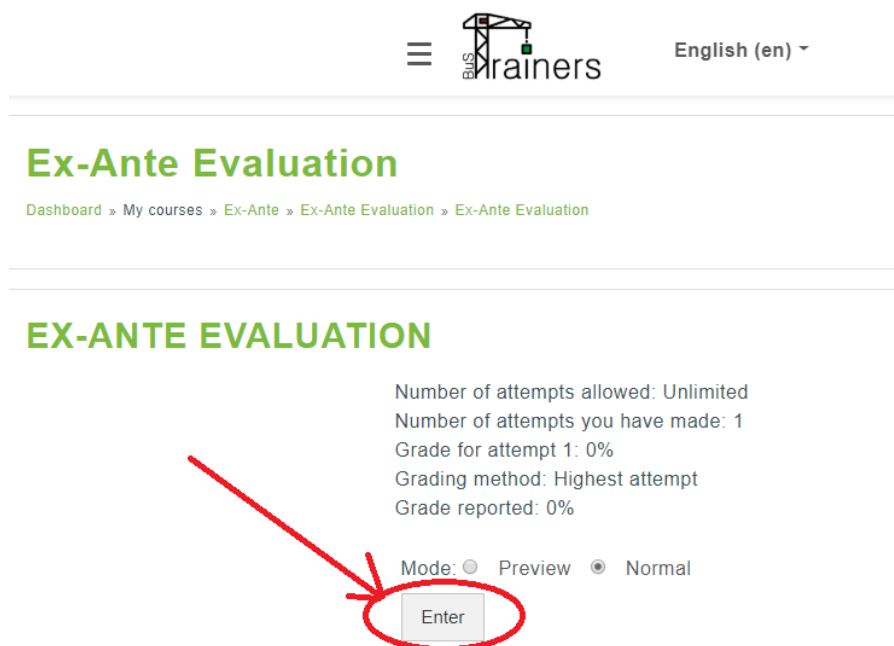 BuS Trainers
English (en)
Ex-Ante Evaluation
Dashboard » My courses » Ex-Ante » Ex-Ante Evaluation » Ex-Ante Evaluation
EX-ANTE EVALUATION
Number of attempts allowed: Unlimited
Number of attempts you have made: 1
Grade for attempt 1: 0%
Grading method: Highest attempt
Grade reported: 0%
Mode: Preview Normal
Enter